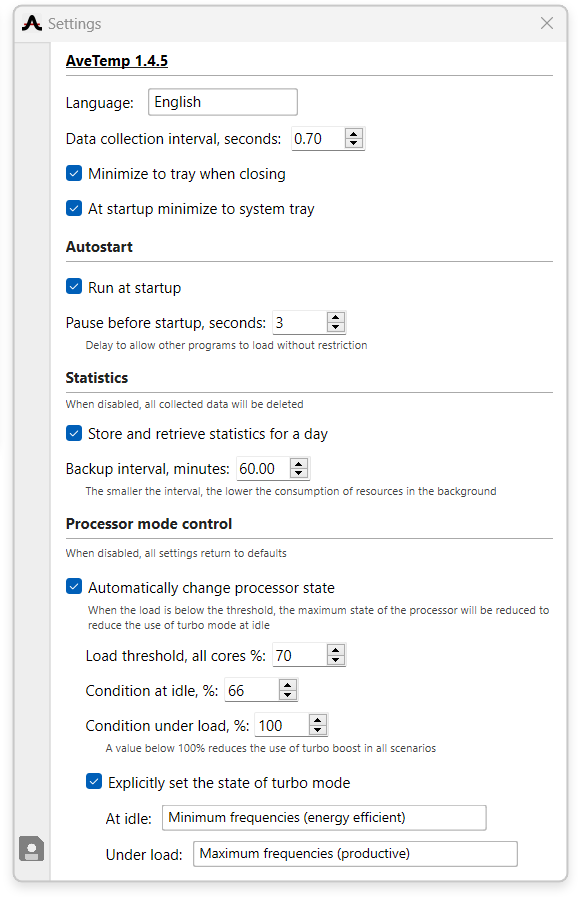 Settings
AveTemp 1.4.5
Language: English
Data collection interval, seconds: 0.70
Minimize to tray when closing
At startup minimize to system tray
Autostart
Run at startup
Pause before startup, seconds: 3
Delay to allow other programs to load without restriction
Statistics
When disabled, all collected data will be deleted
Store and retrieve statistics for a day
Backup interval, minutes: 60.00
The smaller the interval, the lower the consumption of resources in the background
Processor mode control
When disabled, all settings return to defaults
Automatically change processor state
When the load is below the threshold, the maximum state of the processor will be reduced to
reduce the use of turbo mode at idle
Load threshold, all cores %: 70
Condition at idle, %: 66
Condition under load, %: 100
A value below 100% reduces the use of turbo boost in all scenarios
Explicitly set the state of turbo mode
At idle: Minimum frequencies (energy efficient)
Under load: Maximum frequencies (productive)